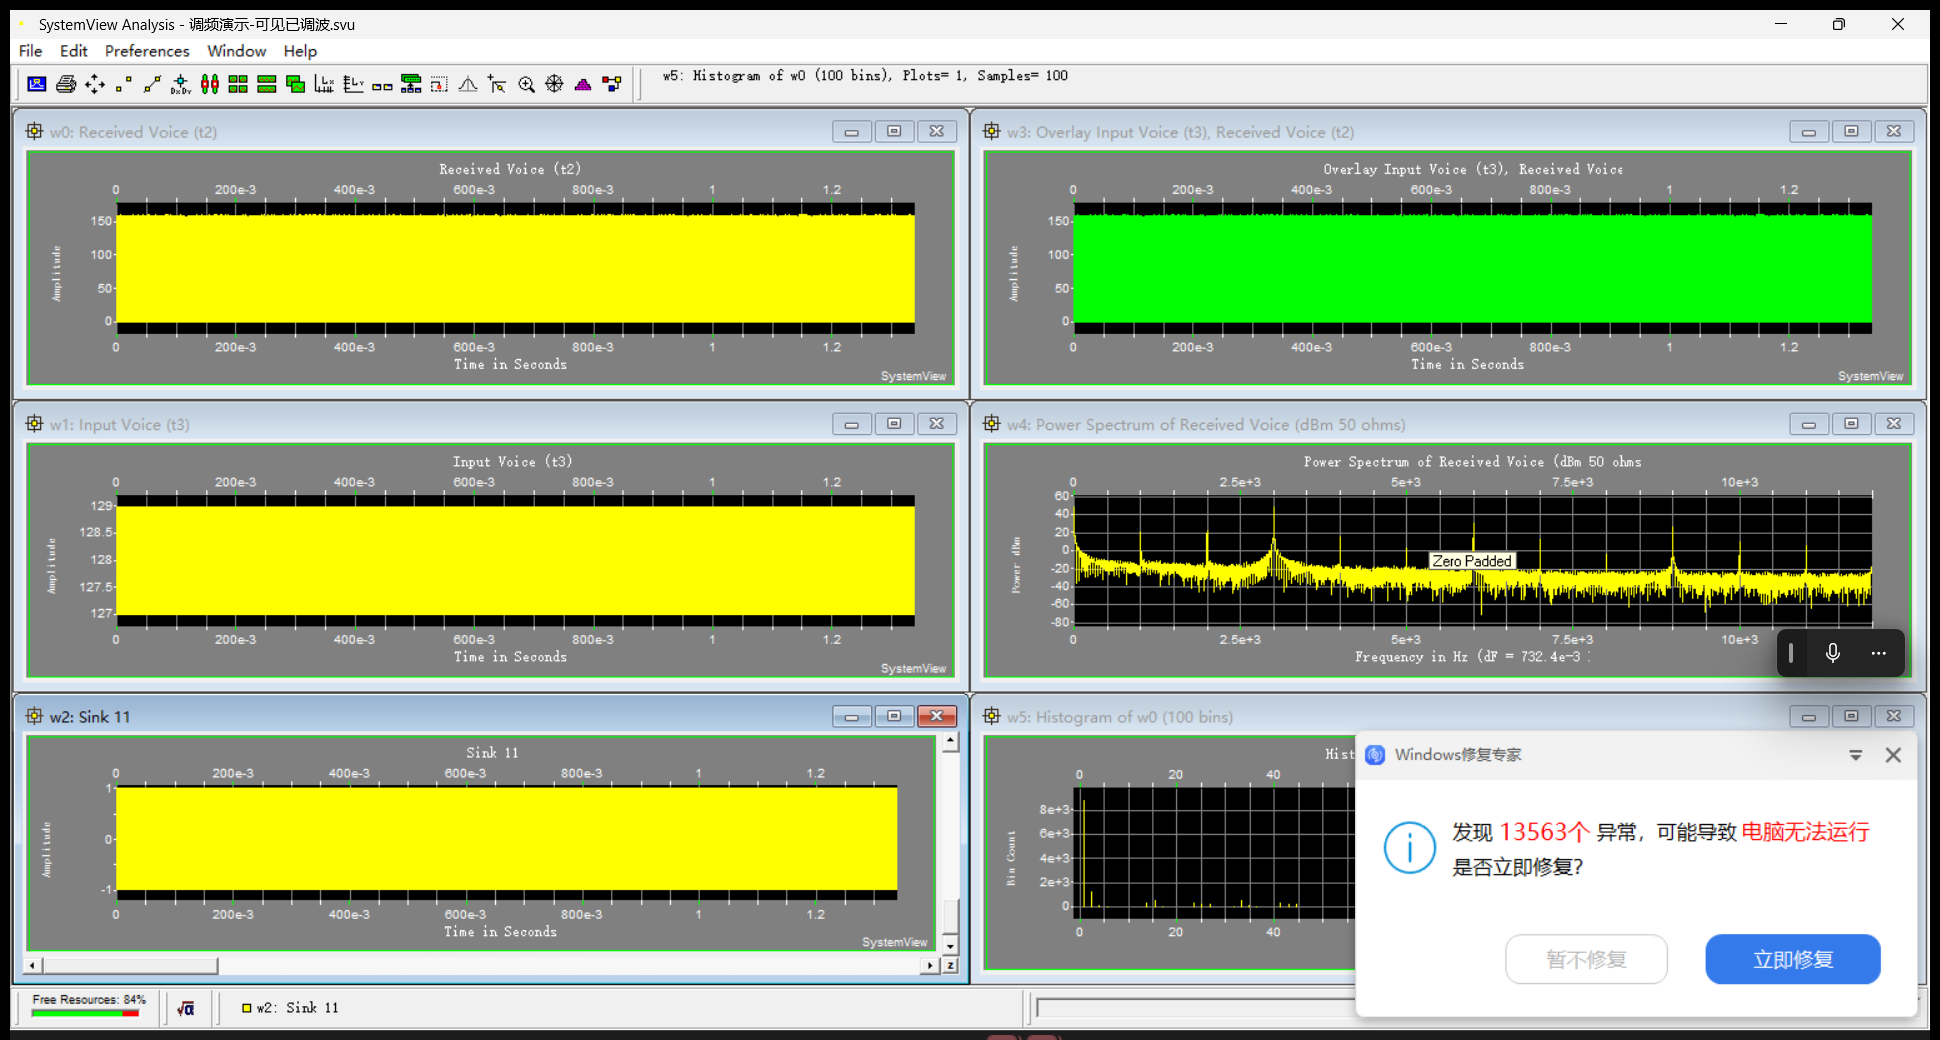 SystemView Analysis - 调频演示-可见已调波.svu
File Edit Preferences Window Help
w5: Histogram of w0 (100 bins), Plots= 1, Samples= 100
w0: Received Voice (t2)
Received Voice (t2)
0 200e-3 400e-3 600e-3 800e-3 1 1.2
150
100
50
0
Amplitude
0 200e-3 400e-3 600e-3 800e-3 1 1.2
Time in Seconds
SystemView
w3: Overlay Input Voice (t3), Received Voice (t2)
Overlay Input Voice (t3), Received Voice
0 200e-3 400e-3 600e-3 800e-3 1 1.2
150
100
50
0
Amplitude
0 200e-3 400e-3 600e-3 800e-3 1 1.2
Time in Seconds
SystemView
w1: Input Voice (t3)
Input Voice (t3)
0 200e-3 400e-3 600e-3 800e-3 1 1.2
129
128.5
128
127.5
127
Amplitude
0 200e-3 400e-3 600e-3 800e-3 1 1.2
Time in Seconds
SystemView
w4: Power Spectrum of Received Voice (dBm 50 ohms)
Power Spectrum of Received Voice (dBm 50 ohms
0 2.5e+3 5e+3 7.5e+3 10e+3
60
40
20
0
-20
-40
-60
-80
Power dBm
Zero Padded
0 2.5e+3 5e+3 7.5e+3 10e+3
Frequency in Hz (dF = 732.4e-3
w2: Sink 11
Sink 11
0 200e-3 400e-3 600e-3 800e-3 1 1.2
1
0
-1
Amplitude
0 200e-3 400e-3 600e-3 800e-3 1 1.2
Time in Seconds
SystemView
z
w5: Histogram of w0 (100 bins)
Hist
0 20 40
8e+3
6e+3
4e+3
2e+3
0
Bin Count
0 20 40
Windows修复专家
发现 13563个 异常，可能导致 电脑无法运行
是否立即修复？
暂不修复 立即修复
Free Resources: 84%
√α
w2: Sink 11